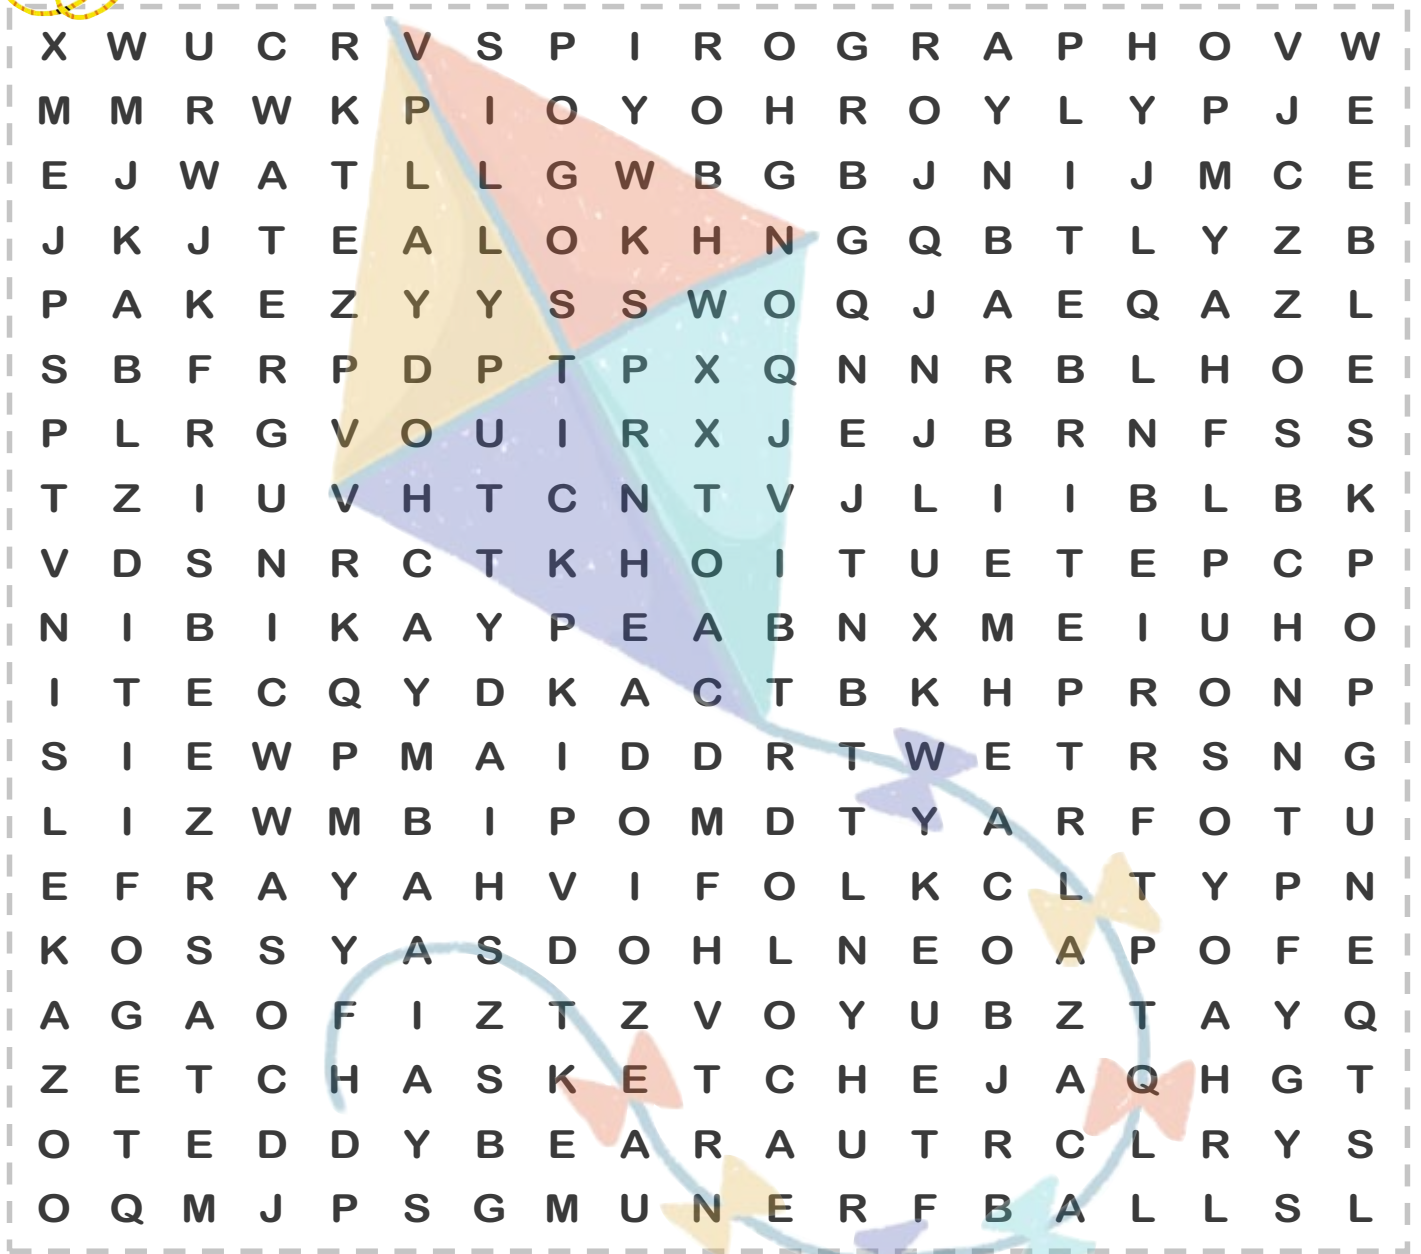 X W U C R V S P I R O G R A P H O V W
M M R W K P I O Y O H R O Y L Y P J E
E J W A T L L G W B G B J N I J M C E
J K J T E A L O K H N G Q B T L Y Z B
P A K E Z Y Y S S W O Q J A E Q A Z L
S B F R P D P T P X Q N N R B L H O E
P L R G V O U I R X J E J B R N F S S
T Z I U V H T C N T V J L I I B L B K
V D S N R C T K H O I T U E T E P C P
N I B I K A Y P E A B N X M E I U H O
I T E C Q Y D K A C T B K H P R O N P
S I E W P M A I D D R T W E T R S N G
L I Z W M B I P O M D T Y A R F O T U
E F R A Y A H V I F O L K C L T Y P N
K O S S Y A S D O H L N E O A P O F E
A G A O F I Z T Z V O Y U B Z T A Y Q
Z E T C H A S K E T C H E J A Q H G T
O T E D D Y B E A R A U T R C L R Y S
O Q M J P S G M U N E R F B A L L S L